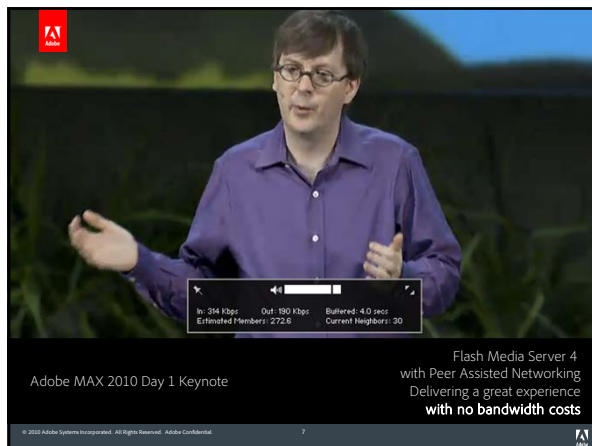 Adobe
In: 314 Kbps Out: 190 Kbps Buffered: 4.0 secs
Estimated Members: 272.6 Current Neighbors: 30
Adobe MAX 2010 Day 1 Keynote
Flash Media Server 4
with Peer Assisted Networking
Delivering a great experience
with no bandwidth costs
© 2010 Adobe Systems Incorporated. All Rights Reserved. Adobe Confidential. 7
Adobe